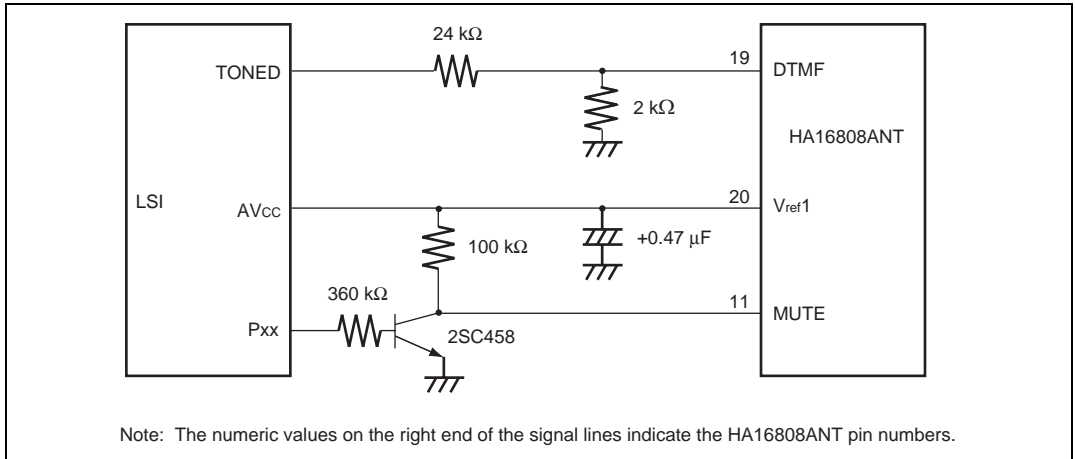 24 kΩ
TONED
19
DTMF
2 kΩ
HA16808ANT
LSI
AVcc
20
Vref1
100 kΩ
+0.47 µF
360 kΩ
11
MUTE
Pxx
2SC458
Note: The numeric values on the right end of the signal lines indicate the HA16808ANT pin numbers.